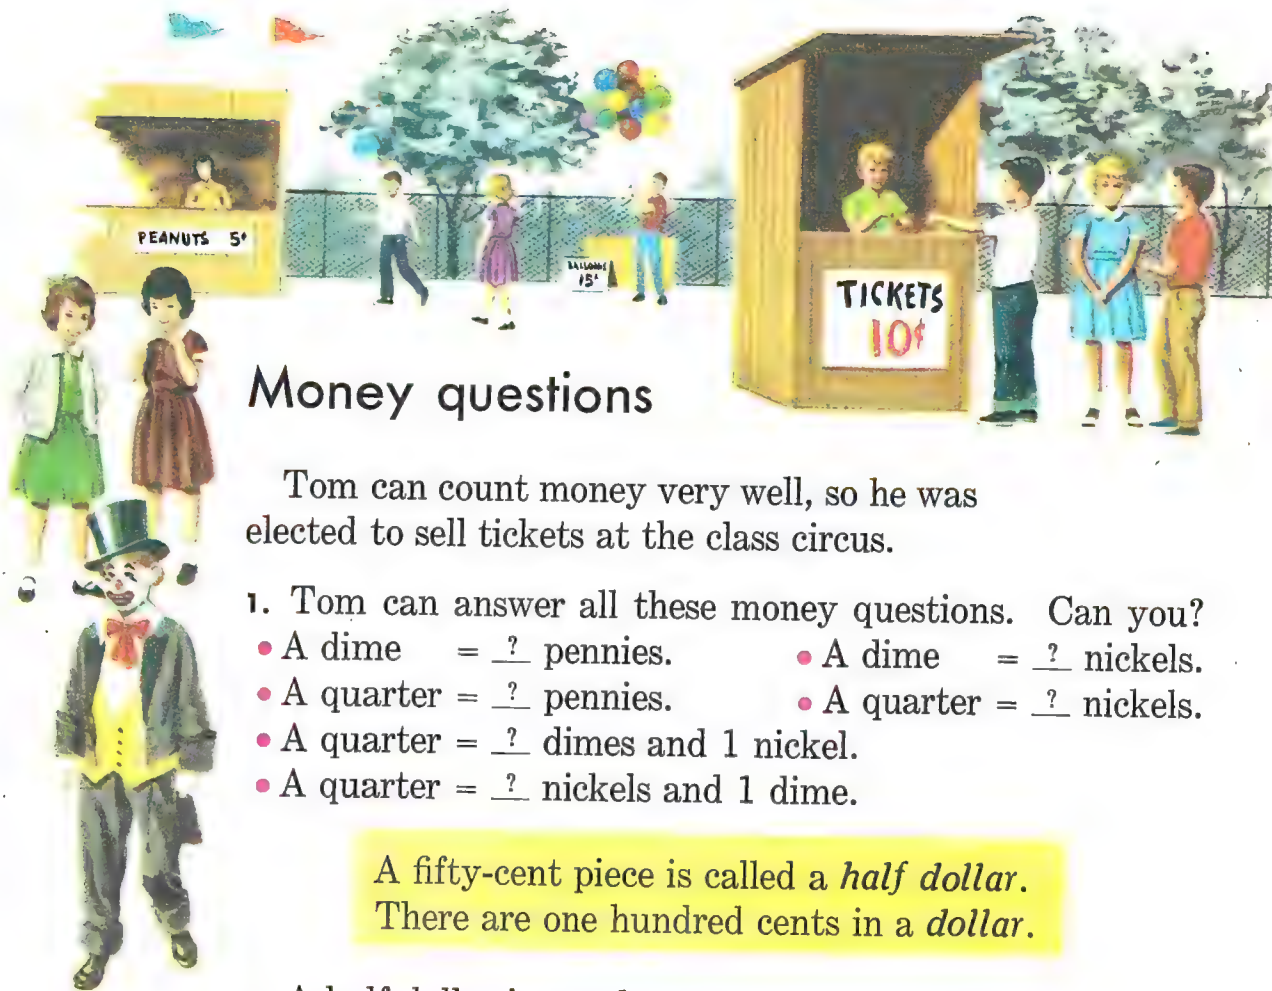 PEANUTS 5¢
BALLOONS
15¢
TICKETS
10¢
Money questions
Tom can count money very well, so he was
elected to sell tickets at the class circus.
1. Tom can answer all these money questions. Can you?
• A dime = ? pennies. • A dime = ? nickels.
• A quarter = ? pennies. • A quarter = ? nickels.
• A quarter = ? dimes and 1 nickel.
• A quarter = ? nickels and 1 dime.
A fifty-cent piece is called a half dollar.
There are one hundred cents in a dollar.